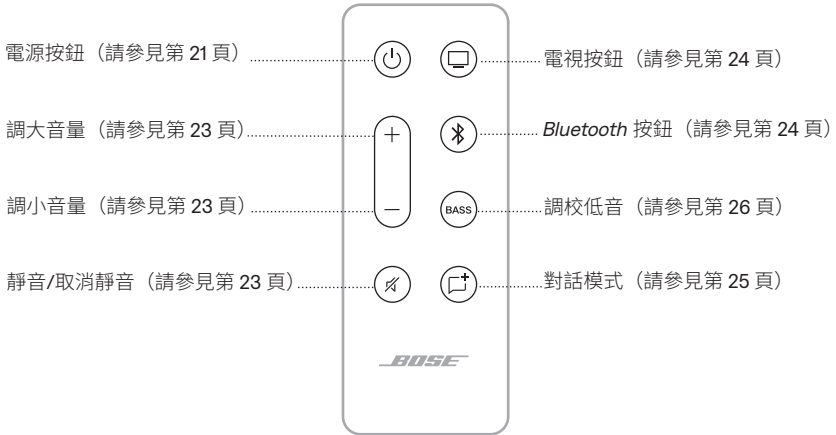 電源按鈕（請參見第 21 頁）
電視按鈕（請參見第 24 頁）
調大音量（請參見第 23 頁）
Bluetooth 按鈕（請參見第 24 頁）
調小音量（請參見第 23 頁）
BASS
調校低音（請參見第 26 頁）
靜音/取消靜音（請參見第 23 頁）
對話模式（請參見第 25 頁）
BOSE